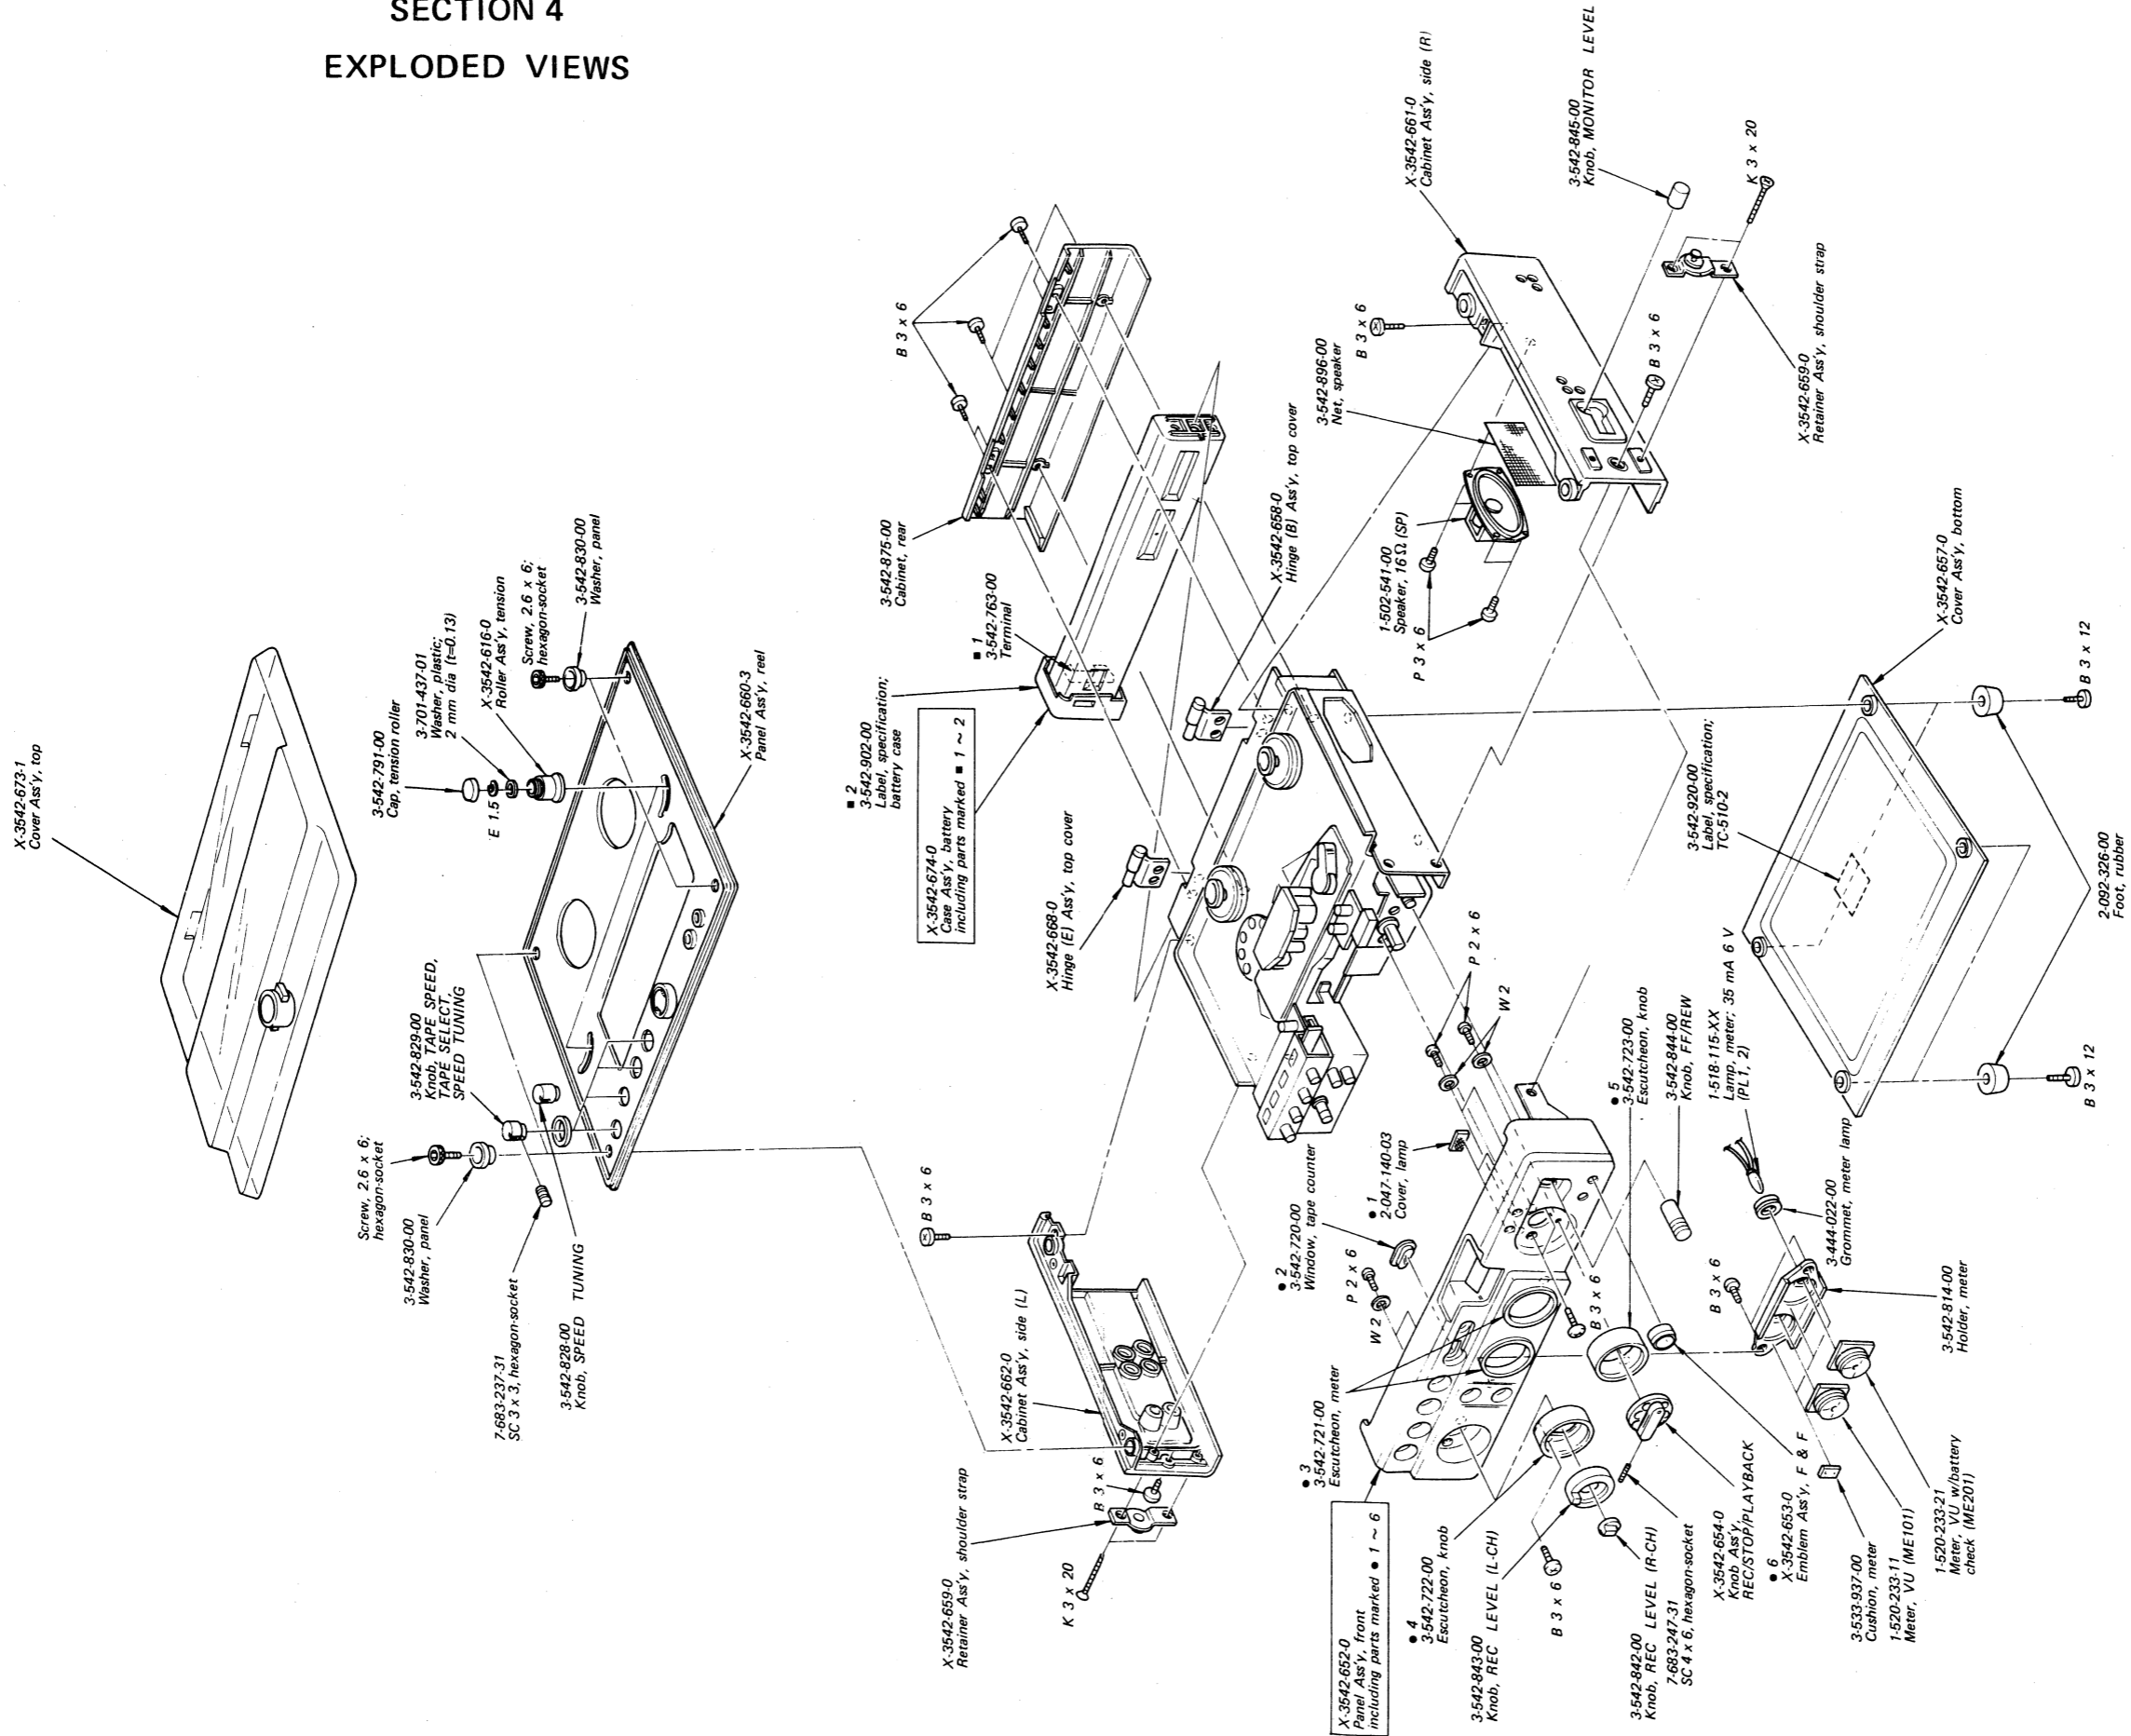 SECTION 4
EXPLODED VIEWS
X-3542-673-1
Cover Ass'y, top
3-542-791-00
Cap, tension roller
3-701-437-01
Washer, plastic;
2 mm dia (t=0.13)
X-3542-616-0
Roller Ass'y, tension
Screw, 2.6 x 6;
hexagon-socket
3-542-830-00
Washer, panel
E 1.5
X-3542-660-3
Panel Ass'y, reel
3-542-829-00
Knob, TAPE SPEED,
TAPE SELECT,
SPEED TUNING
Screw, 2.6 x 6;
hexagon-socket
3-542-830-00
Washer, panel
7-683-237-31
SC 3 x 3, hexagon-socket
3-542-828-00
Knob, SPEED TUNING
B 3 x 6
3-542-875-00
Cabinet, rear
■ 1
3-542-763-00
Terminal
■ 2
3-542-902-00
Label, specification;
battery case
X-3542-674-0
Case Ass'y, battery
including parts marked ■ 1 ~ 2
X-3542-658-0
Hinge (B) Ass'y, top cover
X-3542-668-0
Hinge (E) Ass'y, top cover
B 3 x 6
X-3542-662-0
Cabinet Ass'y, side (L)
B 3 x 6
X-3542-659-0
Retainer Ass'y, shoulder strap
K 3 x 20
X-3542-661-0
Cabinet Ass'y, side (R)
3-542-845-00
Knob, MONITOR LEVEL
K 3 x 20
B 3 x 6
3-542-896-00
Net, speaker
B 3 x 6
X-3542-659-0
Retainer Ass'y, shoulder strap
1-502-541-00
Speaker, 16Ω (SP)
P 3 x 6
X-3542-657-0
Cover Ass'y, bottom
B 3 x 12
3-542-920-00
Label, specification;
TC-510-2
2-092-326-00
Foot, rubber
B 3 x 12
P 2 x 6
W 2
● 1
2-047-140-03
Cover, lamp
● 2
3-542-720-00
Window, tape counter
P 2 x 6
W 2
● 3
3-542-721-00
Escutcheon, meter
X-3542-652-0
Panel Ass'y, front
including parts marked ● 1 ~ 6
● 4
3-542-722-00
Escutcheon, knob
3-542-843-00
Knob, REC LEVEL (L-CH)
B 3 x 6
3-542-842-00
Knob, REC LEVEL (R-CH)
7-683-247-31
SC 4 x 6, hexagon-socket
X-3542-654-0
Knob Ass'y,
REC/STOP/PLAYBACK
● 6
X-3542-653-0
Emblem Ass'y, F & F
B 3 x 6
● 5
3-542-723-00
Escutcheon, knob
3-542-844-00
Knob, FF/REW
1-518-115-XX
Lamp, meter; 35 mA 6 V
(PL1, 2)
3-444-022-00
Grommet, meter lamp
B 3 x 6
3-542-814-00
Holder, meter
3-533-937-00
Cushion, meter
1-520-233-11
Meter, VU (ME101)
1-520-233-21
Meter, VU w/battery
check (ME201)